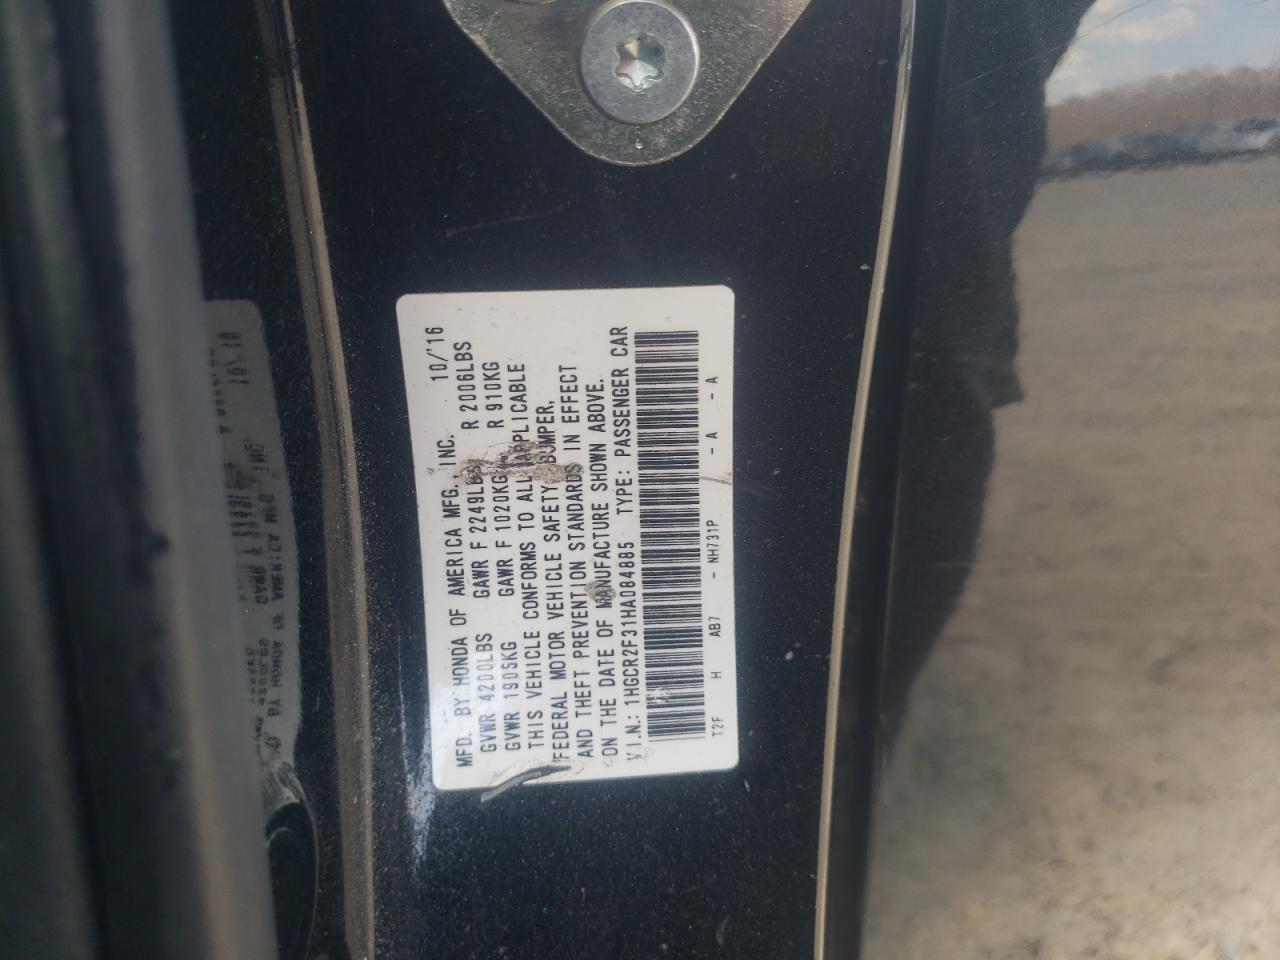 MFD. BY HONDA OF AMERICA MFG., INC. 10/'16
GVWR 4200LBS GAWR F 2249LBS R 2006LBS
GVWR 1905KG GAWR F 1020KG R 910KG
THIS VEHICLE CONFORMS TO ALL APPLICABLE
FEDERAL MOTOR VEHICLE SAFETY BUMPER,
AND THEFT PREVENTION STANDARDS IN EFFECT
ON THE DATE OF MANUFACTURE SHOWN ABOVE.
V.I.N.: 1HGCR2F31HA084885 TYPE: PASSENGER CAR
T2F H AB7 - NH731P - A - A